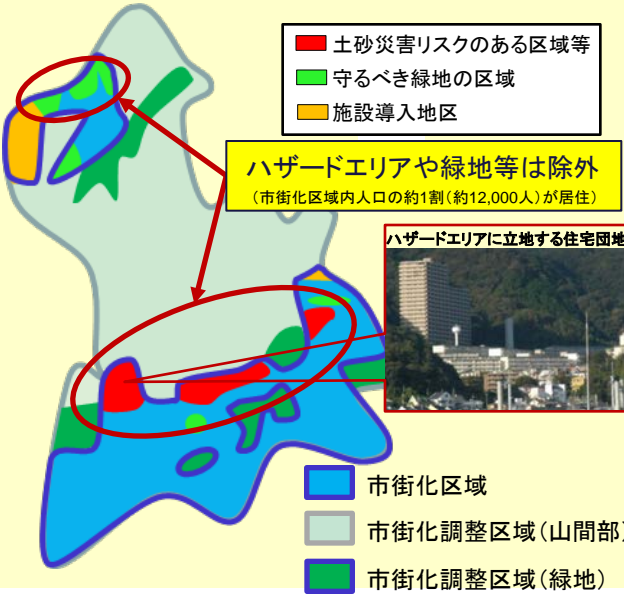 土砂災害リスクのある区域等
守るべき緑地の区域
施設導入地区
ハザードエリアや緑地等は除外
(市街化区域内人口の約1割(約12,000人)が居住)
ハザードエリアに立地する住宅団地
市街化区域
市街化調整区域(山間部)
市街化調整区域(緑地)